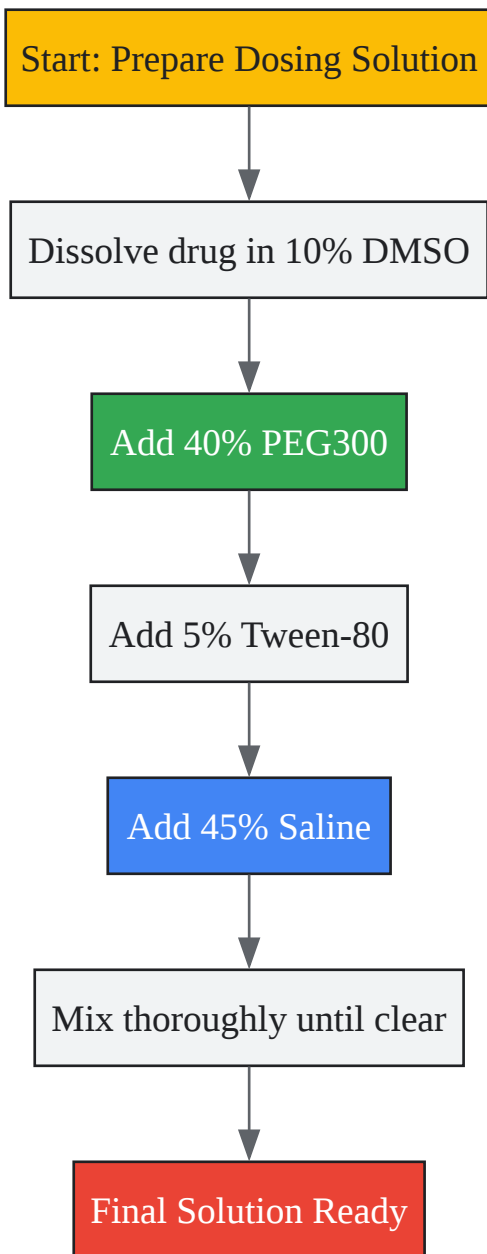 Start: Prepare Dosing Solution
Dissolve drug in 10% DMSO
Add 40% PEG300
Add 5% Tween-80
Add 45% Saline
Mix thoroughly until clear
Final Solution Ready